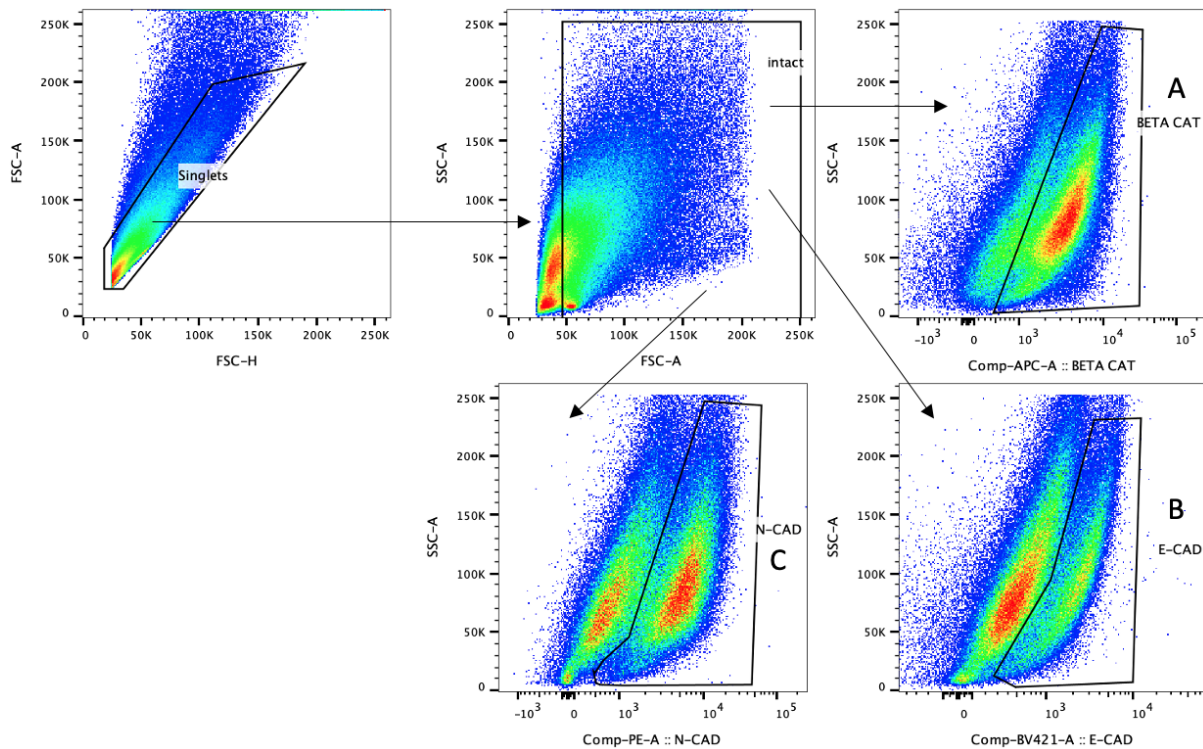 250K
200K
150K
100K
50K
0
FSC-A
Singlets
0 50K 100K 150K 200K 250K
FSC-H
250K
200K
150K
100K
50K
0
SSC-A
intact
0 50K 100K 150K 200K 250K
FSC-A
250K
200K
150K
100K
50K
0
SSC-A
A
BETA CAT
-10³ 0 10³ 10⁴ 10⁵
Comp-APC-A :: BETA CAT
250K
200K
150K
100K
50K
0
SSC-A
N-CAD
C
-10³ 0 10³ 10⁴ 10⁵
Comp-PE-A :: N-CAD
250K
200K
150K
100K
50K
0
SSC-A
B
E-CAD
0 10³ 10⁴ 10⁵
Comp-BV421-A :: E-CAD